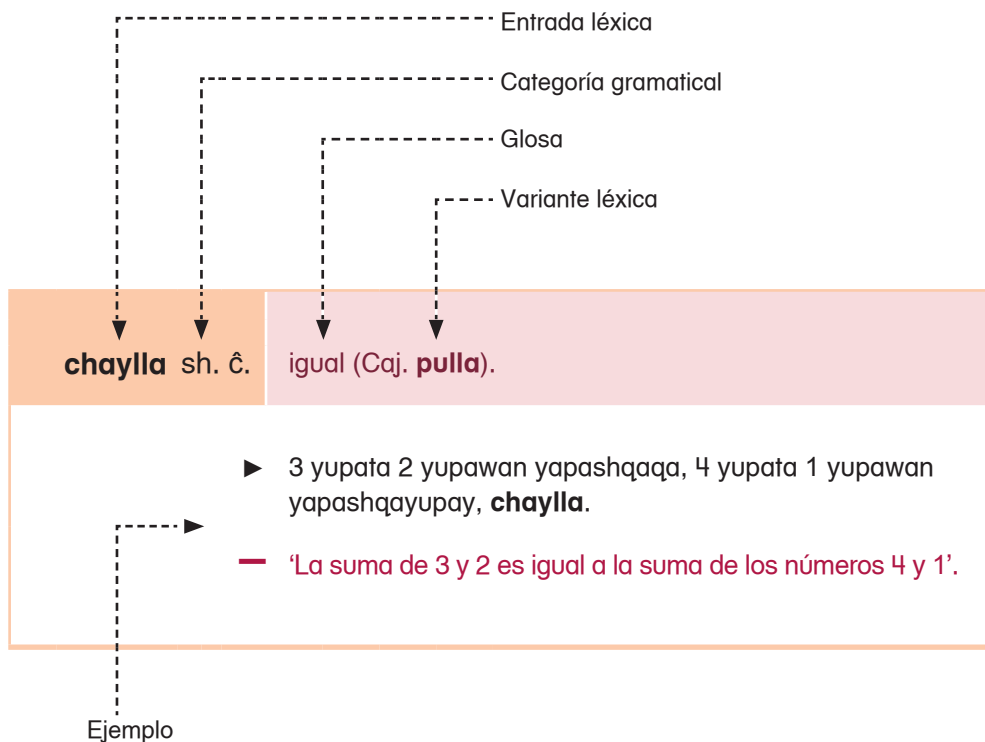 Entrada léxica
Categoría gramatical
Glosa
Variante léxica
chaylla sh. ĉ. igual (Caj. pulla).
► 3 yupata 2 yupawan yapashqaqa, 4 yupata 1 yupawan
yapashqayupay, chaylla.
– ‘La suma de 3 y 2 es igual a la suma de los números 4 y 1’.
Ejemplo